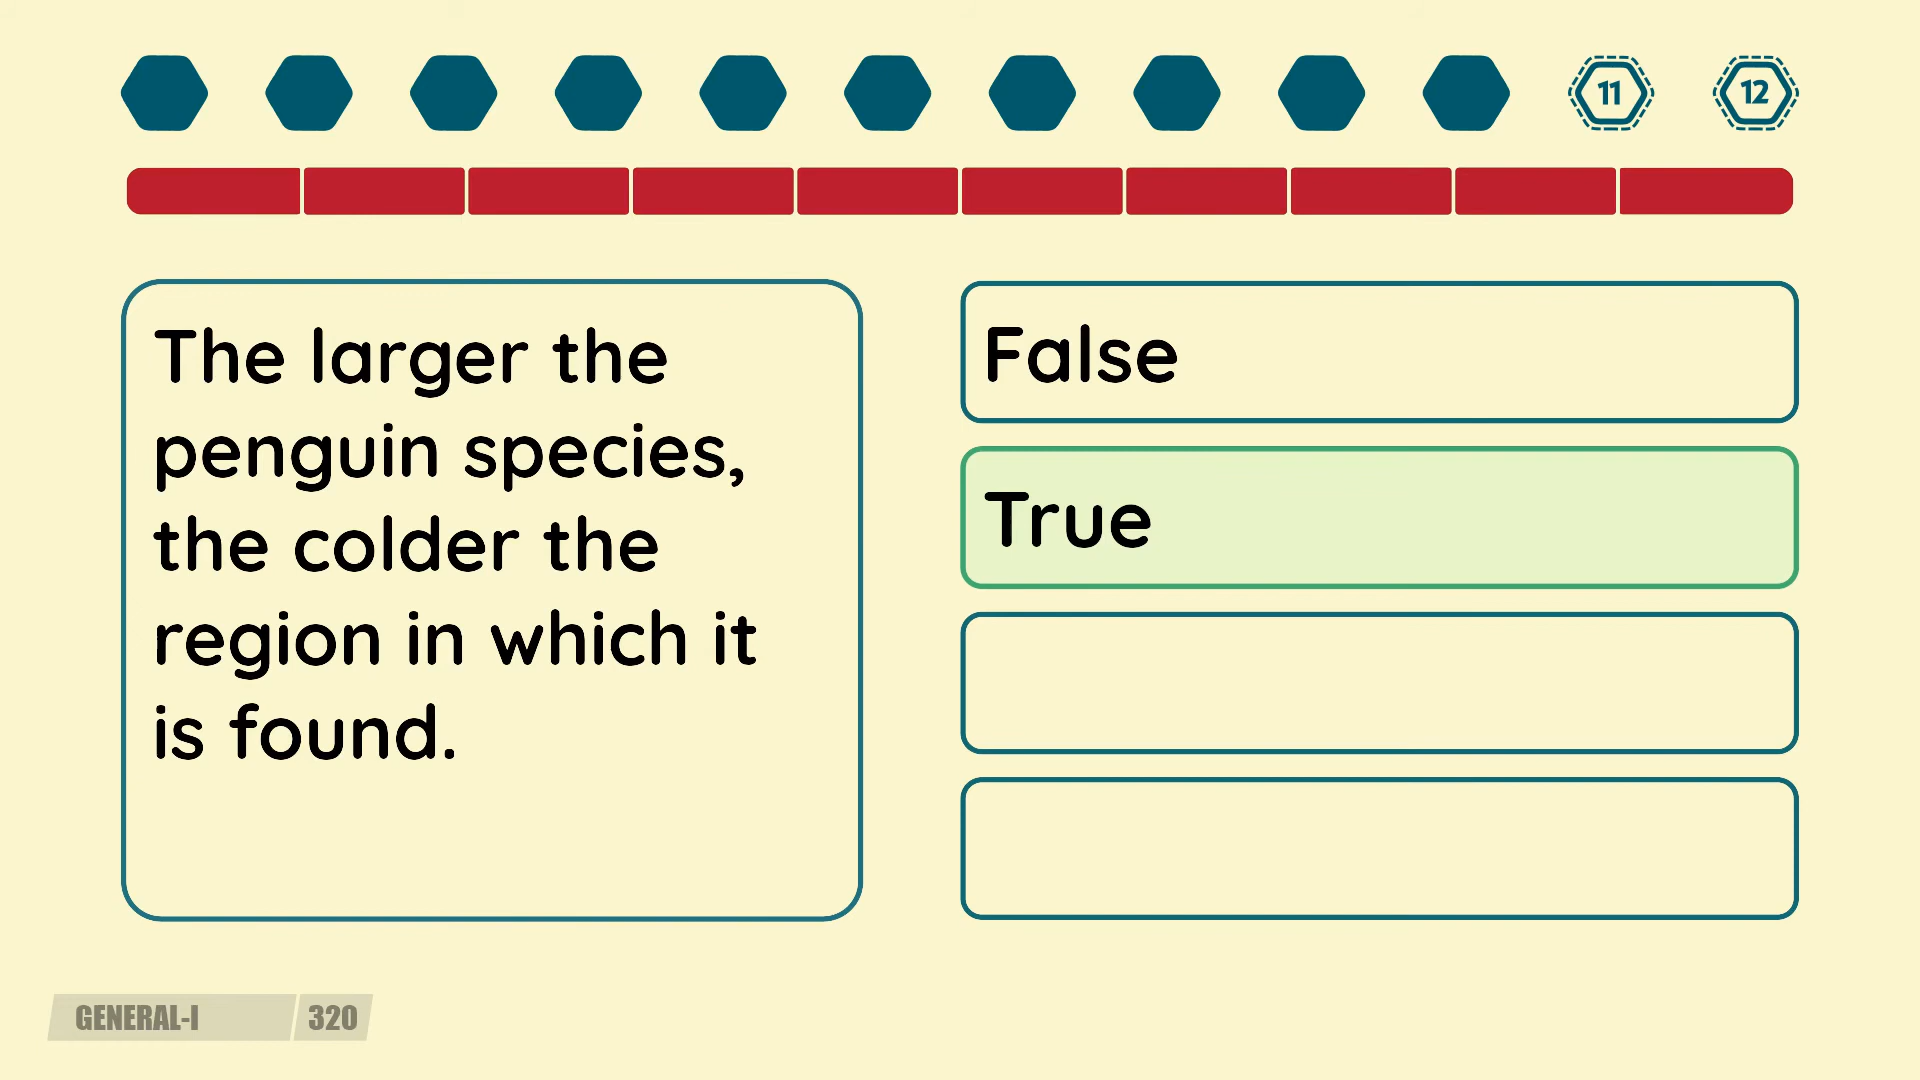 11
12
The larger the
penguin species,
the colder the
region in which it
is found.
False
True
GENERAL-I 320